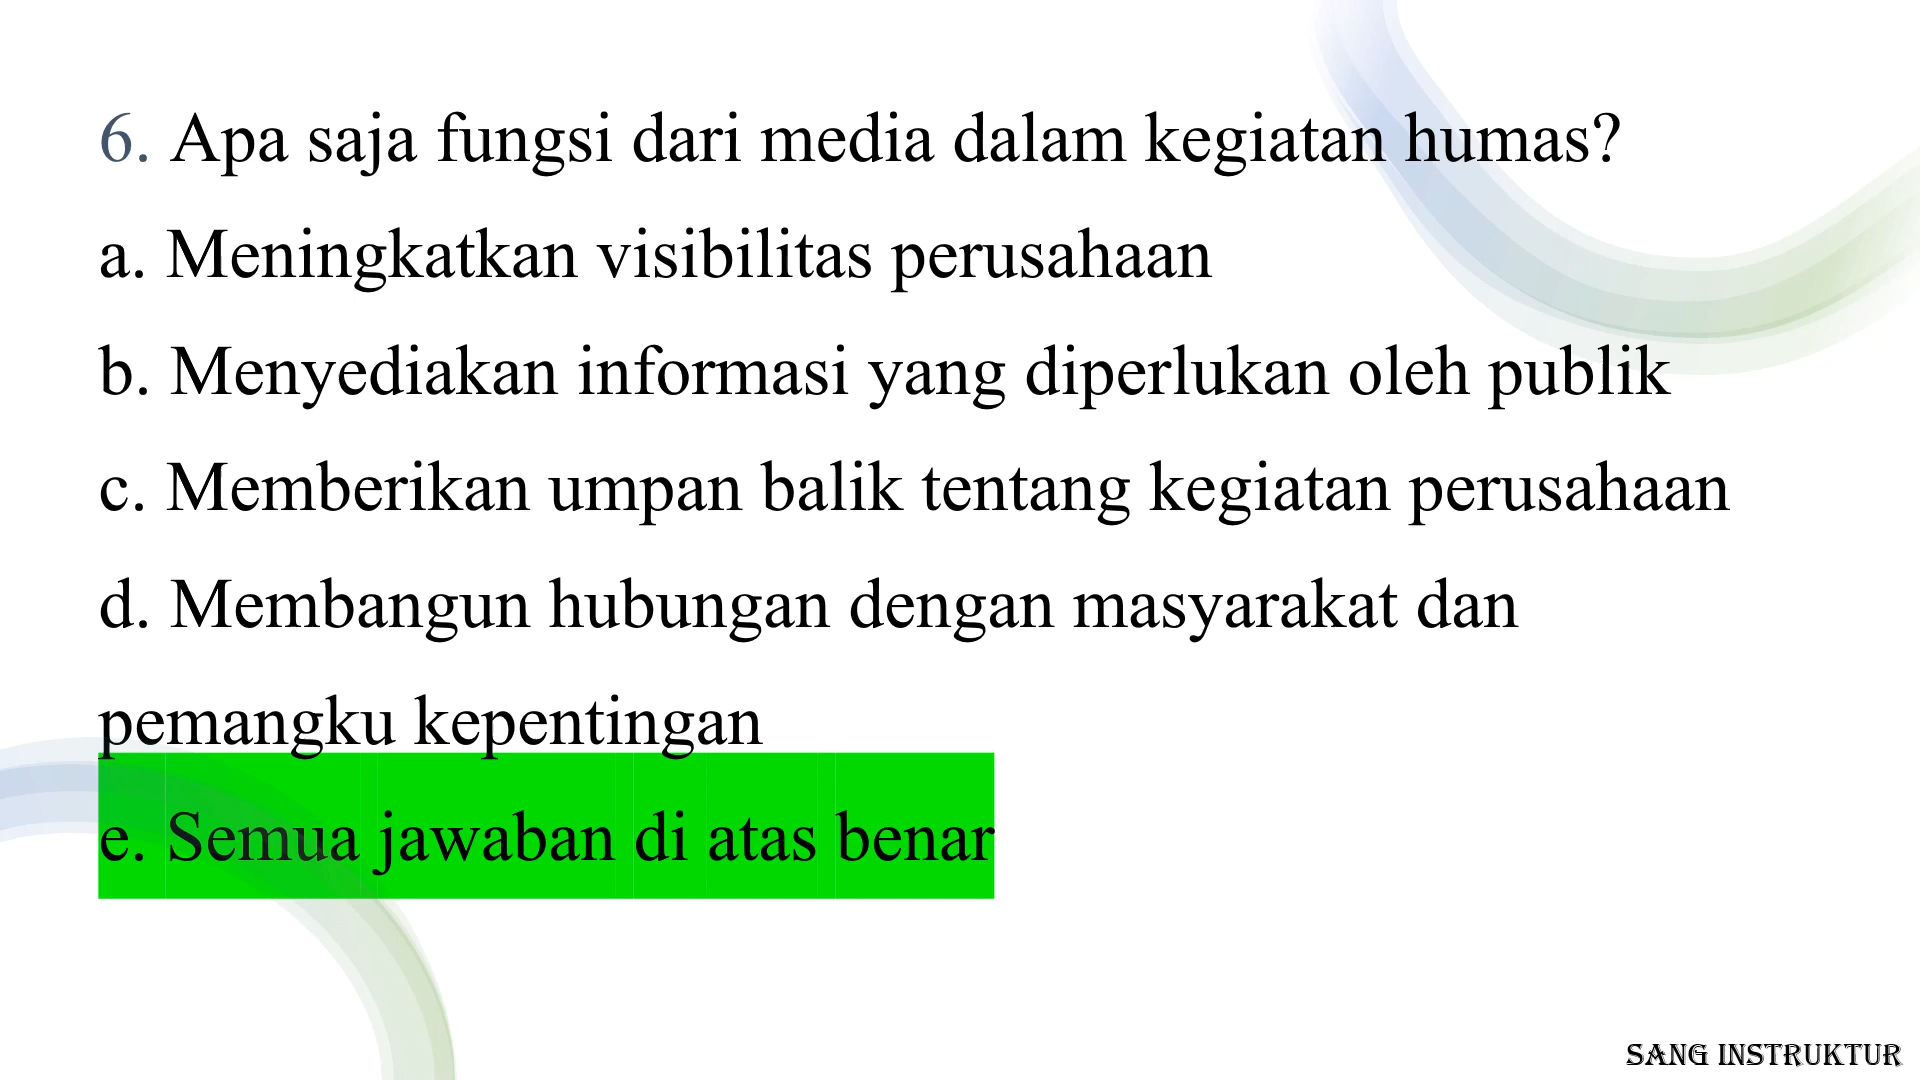 6. Apa saja fungsi dari media dalam kegiatan humas?
a. Meningkatkan visibilitas perusahaan
b. Menyediakan informasi yang diperlukan oleh publik
c. Memberikan umpan balik tentang kegiatan perusahaan
d. Membangun hubungan dengan masyarakat dan
pemangku kepentingan
e. Semua jawaban di atas benar
SANG INSTRUKTUR